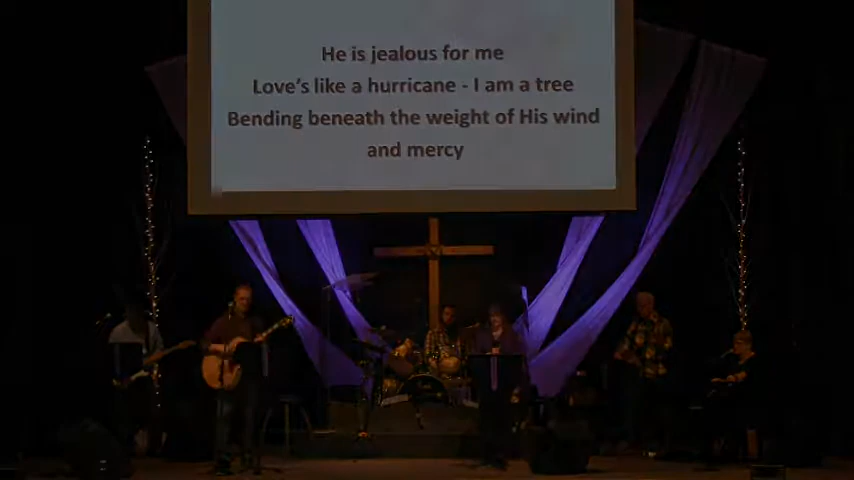 He is jealous for me
Love's like a hurricane - I am a tree
Bending beneath the weight of His wind
and mercy